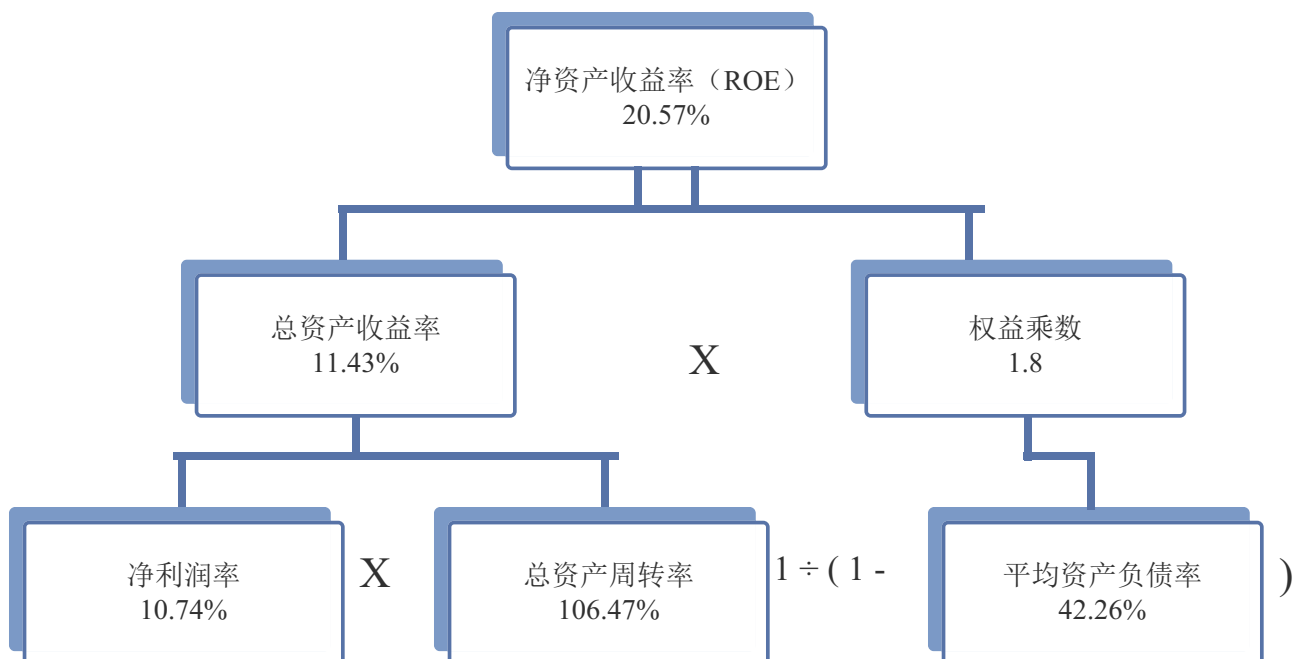 净资产收益率（ROE）
20.57%
总资产收益率
11.43%
X
权益乘数
1.8
净利润率
10.74%
X
总资产周转率
106.47%
1 ÷ ( 1 -
平均资产负债率
42.26%
)